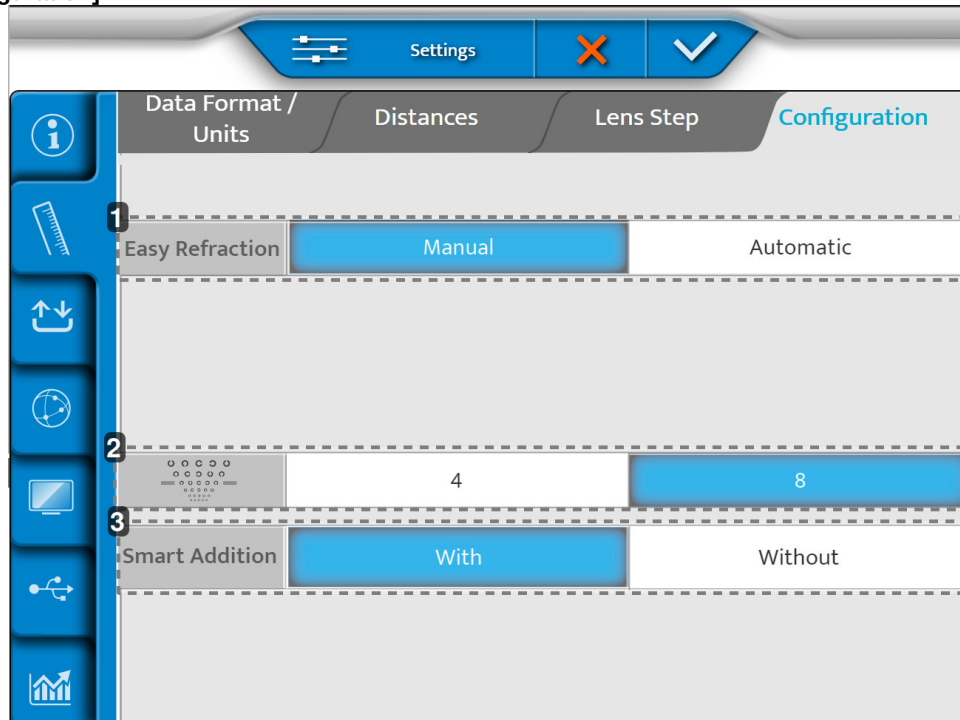 Settings
Data Format /
Units
Distances
Lens Step
Configuration
1
Easy Refraction
Manual
Automatic
2
4
8
3
Smart Addition
With
Without